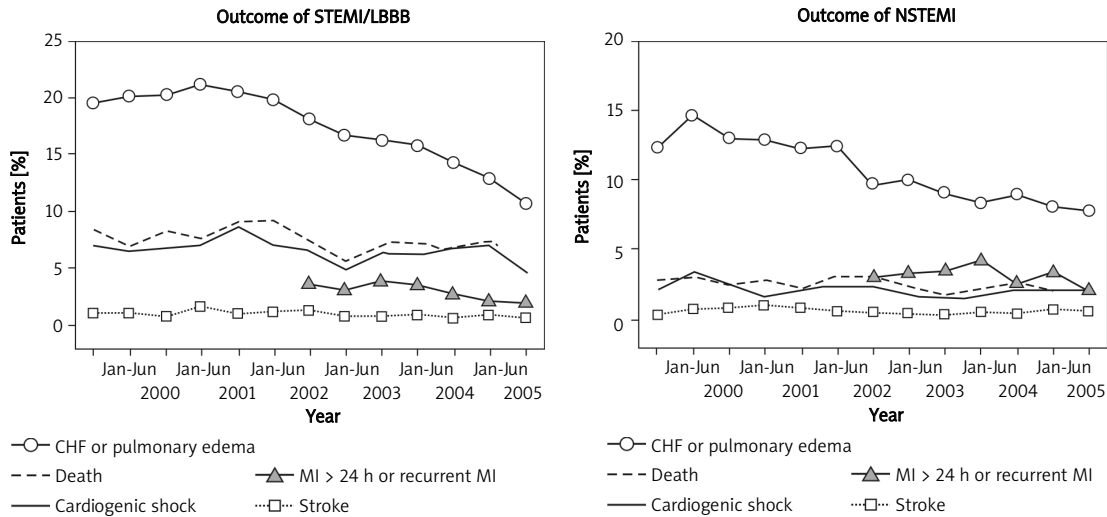 Outcome of STEMI/LBBB
25
20
15
10
5
0
Patients [%]
Jan-Jun Jan-Jun Jan-Jun Jan-Jun Jan-Jun Jan-Jun
2000 2001 2002 2003 2004 2005
Year
CHF or pulmonary edema
Death
MI > 24 h or recurrent MI
Cardiogenic shock
Stroke
Outcome of NSTEMI
20
15
10
5
0
Patients [%]
Jan-Jun Jan-Jun Jan-Jun Jan-Jun Jan-Jun Jan-Jun
2000 2001 2002 2003 2004 2005
Year
CHF or pulmonary edema
Death
MI > 24 h or recurrent MI
Cardiogenic shock
Stroke